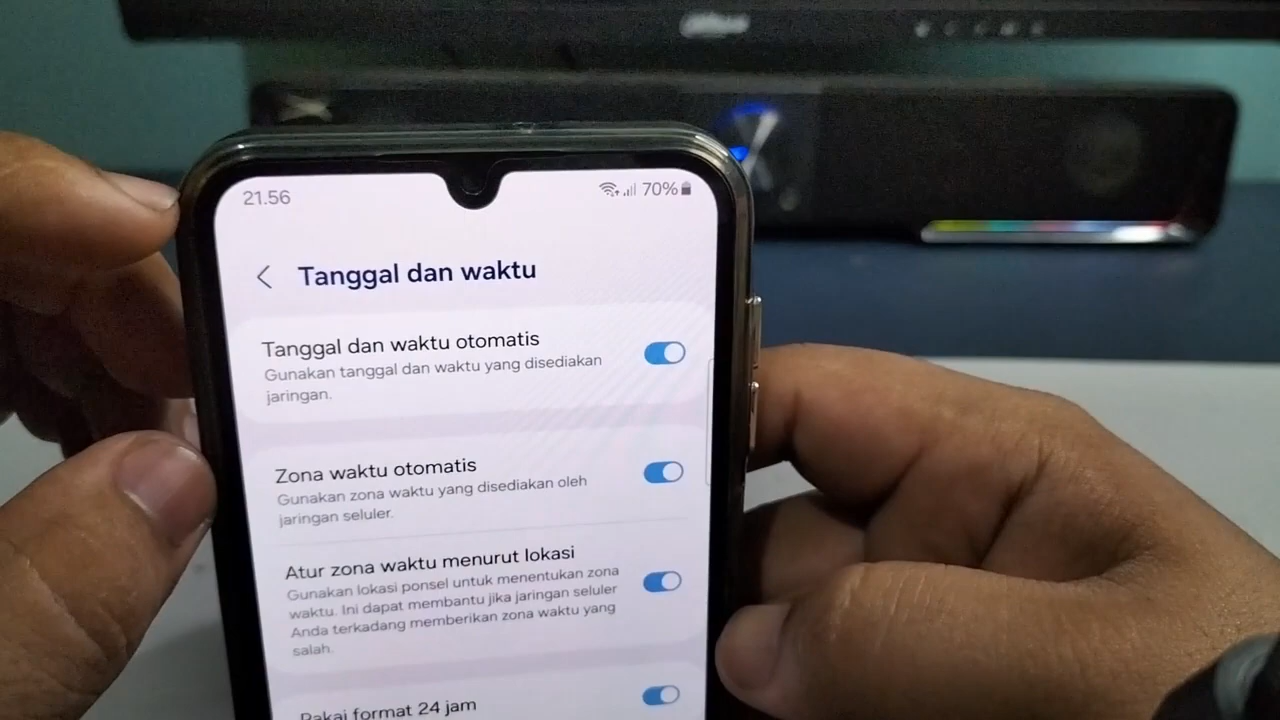 21.56
70%
Tanggal dan waktu
Tanggal dan waktu otomatis
Gunakan tanggal dan waktu yang disediakan
jaringan.
Zona waktu otomatis
Gunakan zona waktu yang disediakan oleh
jaringan seluler.
Atur zona waktu menurut lokasi
Gunakan lokasi ponsel untuk menentukan zona
waktu. Ini dapat membantu jika jaringan seluler
Anda terkadang memberikan zona waktu yang
salah.
Pakai format 24 jam